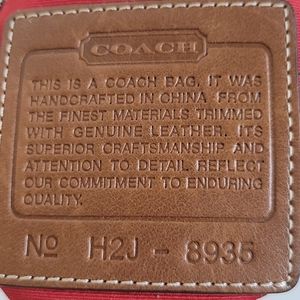 COACH
THIS IS A COACH BAG, IT WAS
HANDCRAFTED IN CHINA FROM
THE FINEST MATERIALS TRIMMED
WITH GENUINE LEATHER. ITS
SUPERIOR CRAFTSMANSHIP AND
ATTENTION TO DETAIL REFLECT
OUR COMMITMENT TO ENDURING
QUALITY.
No H2J - 8935